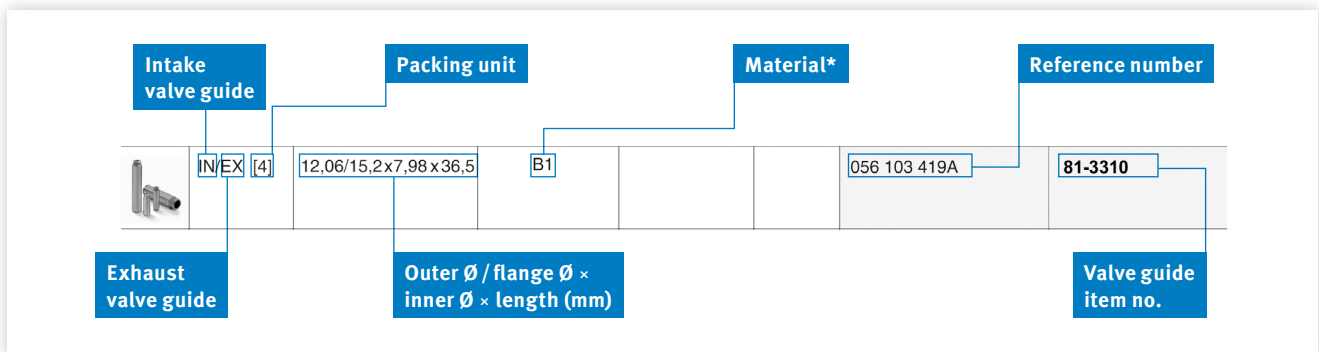 Intake
valve guide
Packing unit
Material*
Reference number
IN/EX [4]
12,06/15,2x7,98x36,5
B1
056 103 419A
81-3310
Exhaust
valve guide
Outer Ø / flange Ø ×
inner Ø × length (mm)
Valve guide
item no.